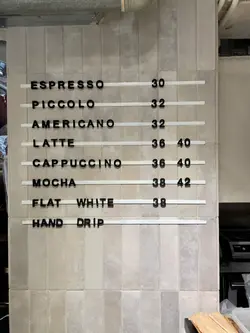 ESPRESSO 30
PICCOLO 32
AMERICANO 32
LATTE 36 40
CAPPUCCINO 36 40
MOCHA 38 42
FLAT WHITE 38
HAND DRIP